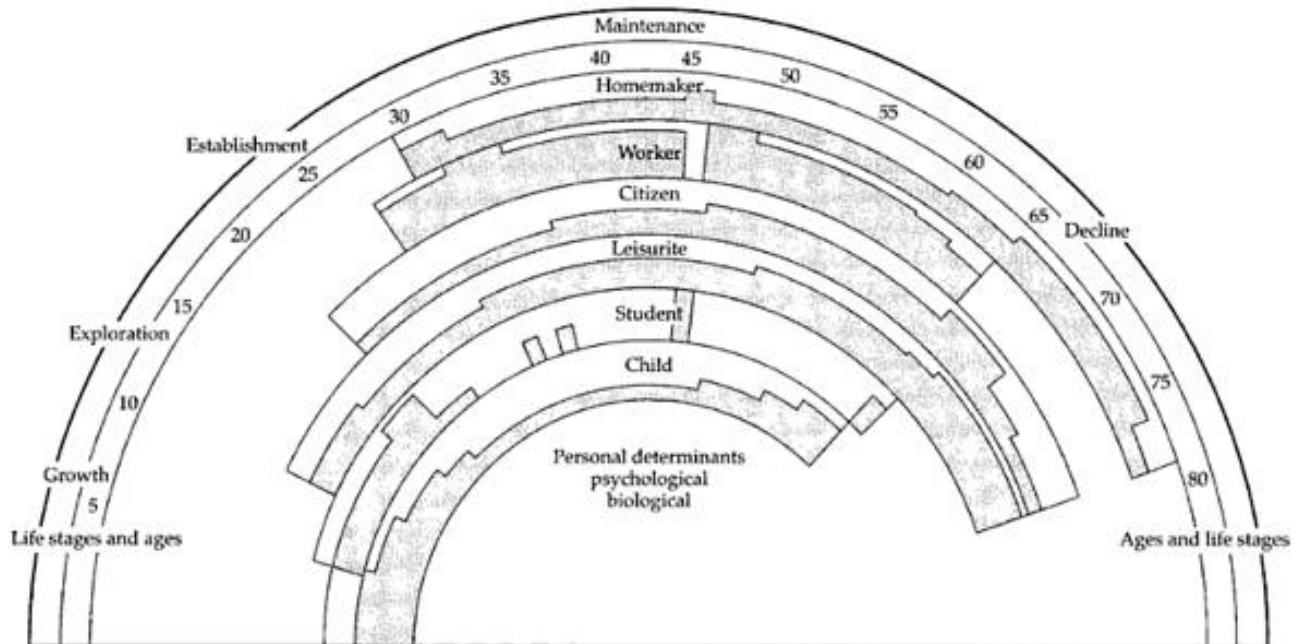 Maintenance
40
45
35
50
Homemaker
30
55
Establishment
Worker
60
25
Citizen
65
20
Decline
Leisurite
70
15
Student
Exploration
Child
75
10
Personal determinants
psychological
biological
Growth
80
5
Life stages and ages
Ages and life stages